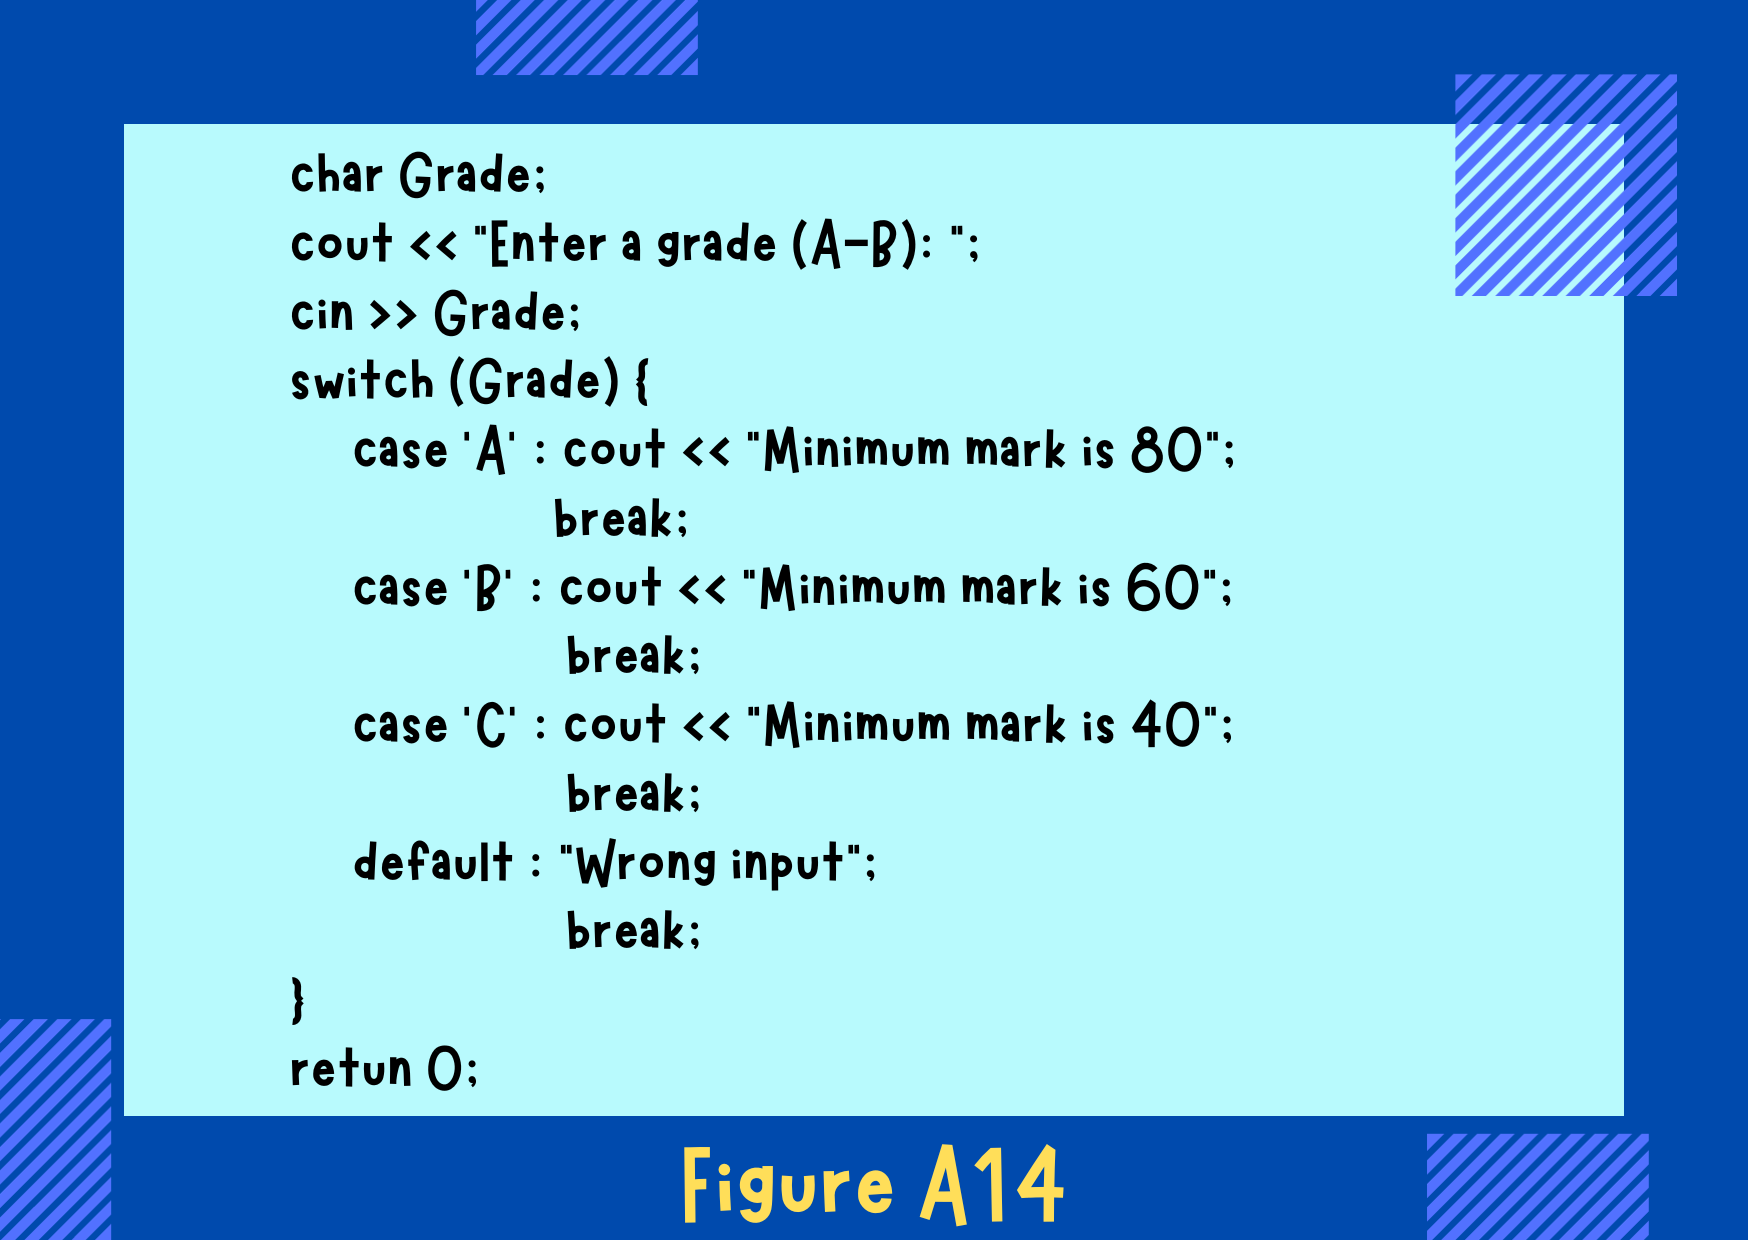 char Grade;
cout << "Enter a grade (A-B): ";
cin >> Grade;
switch (Grade) {
case 'A' : cout << "Minimum mark is 80";
break;
case 'B' : cout << "Minimum mark is 60";
break;
case 'C' : cout << "Minimum mark is 40";
break;
default : "Wrong input";
break;
}
retun 0;
Figure A14